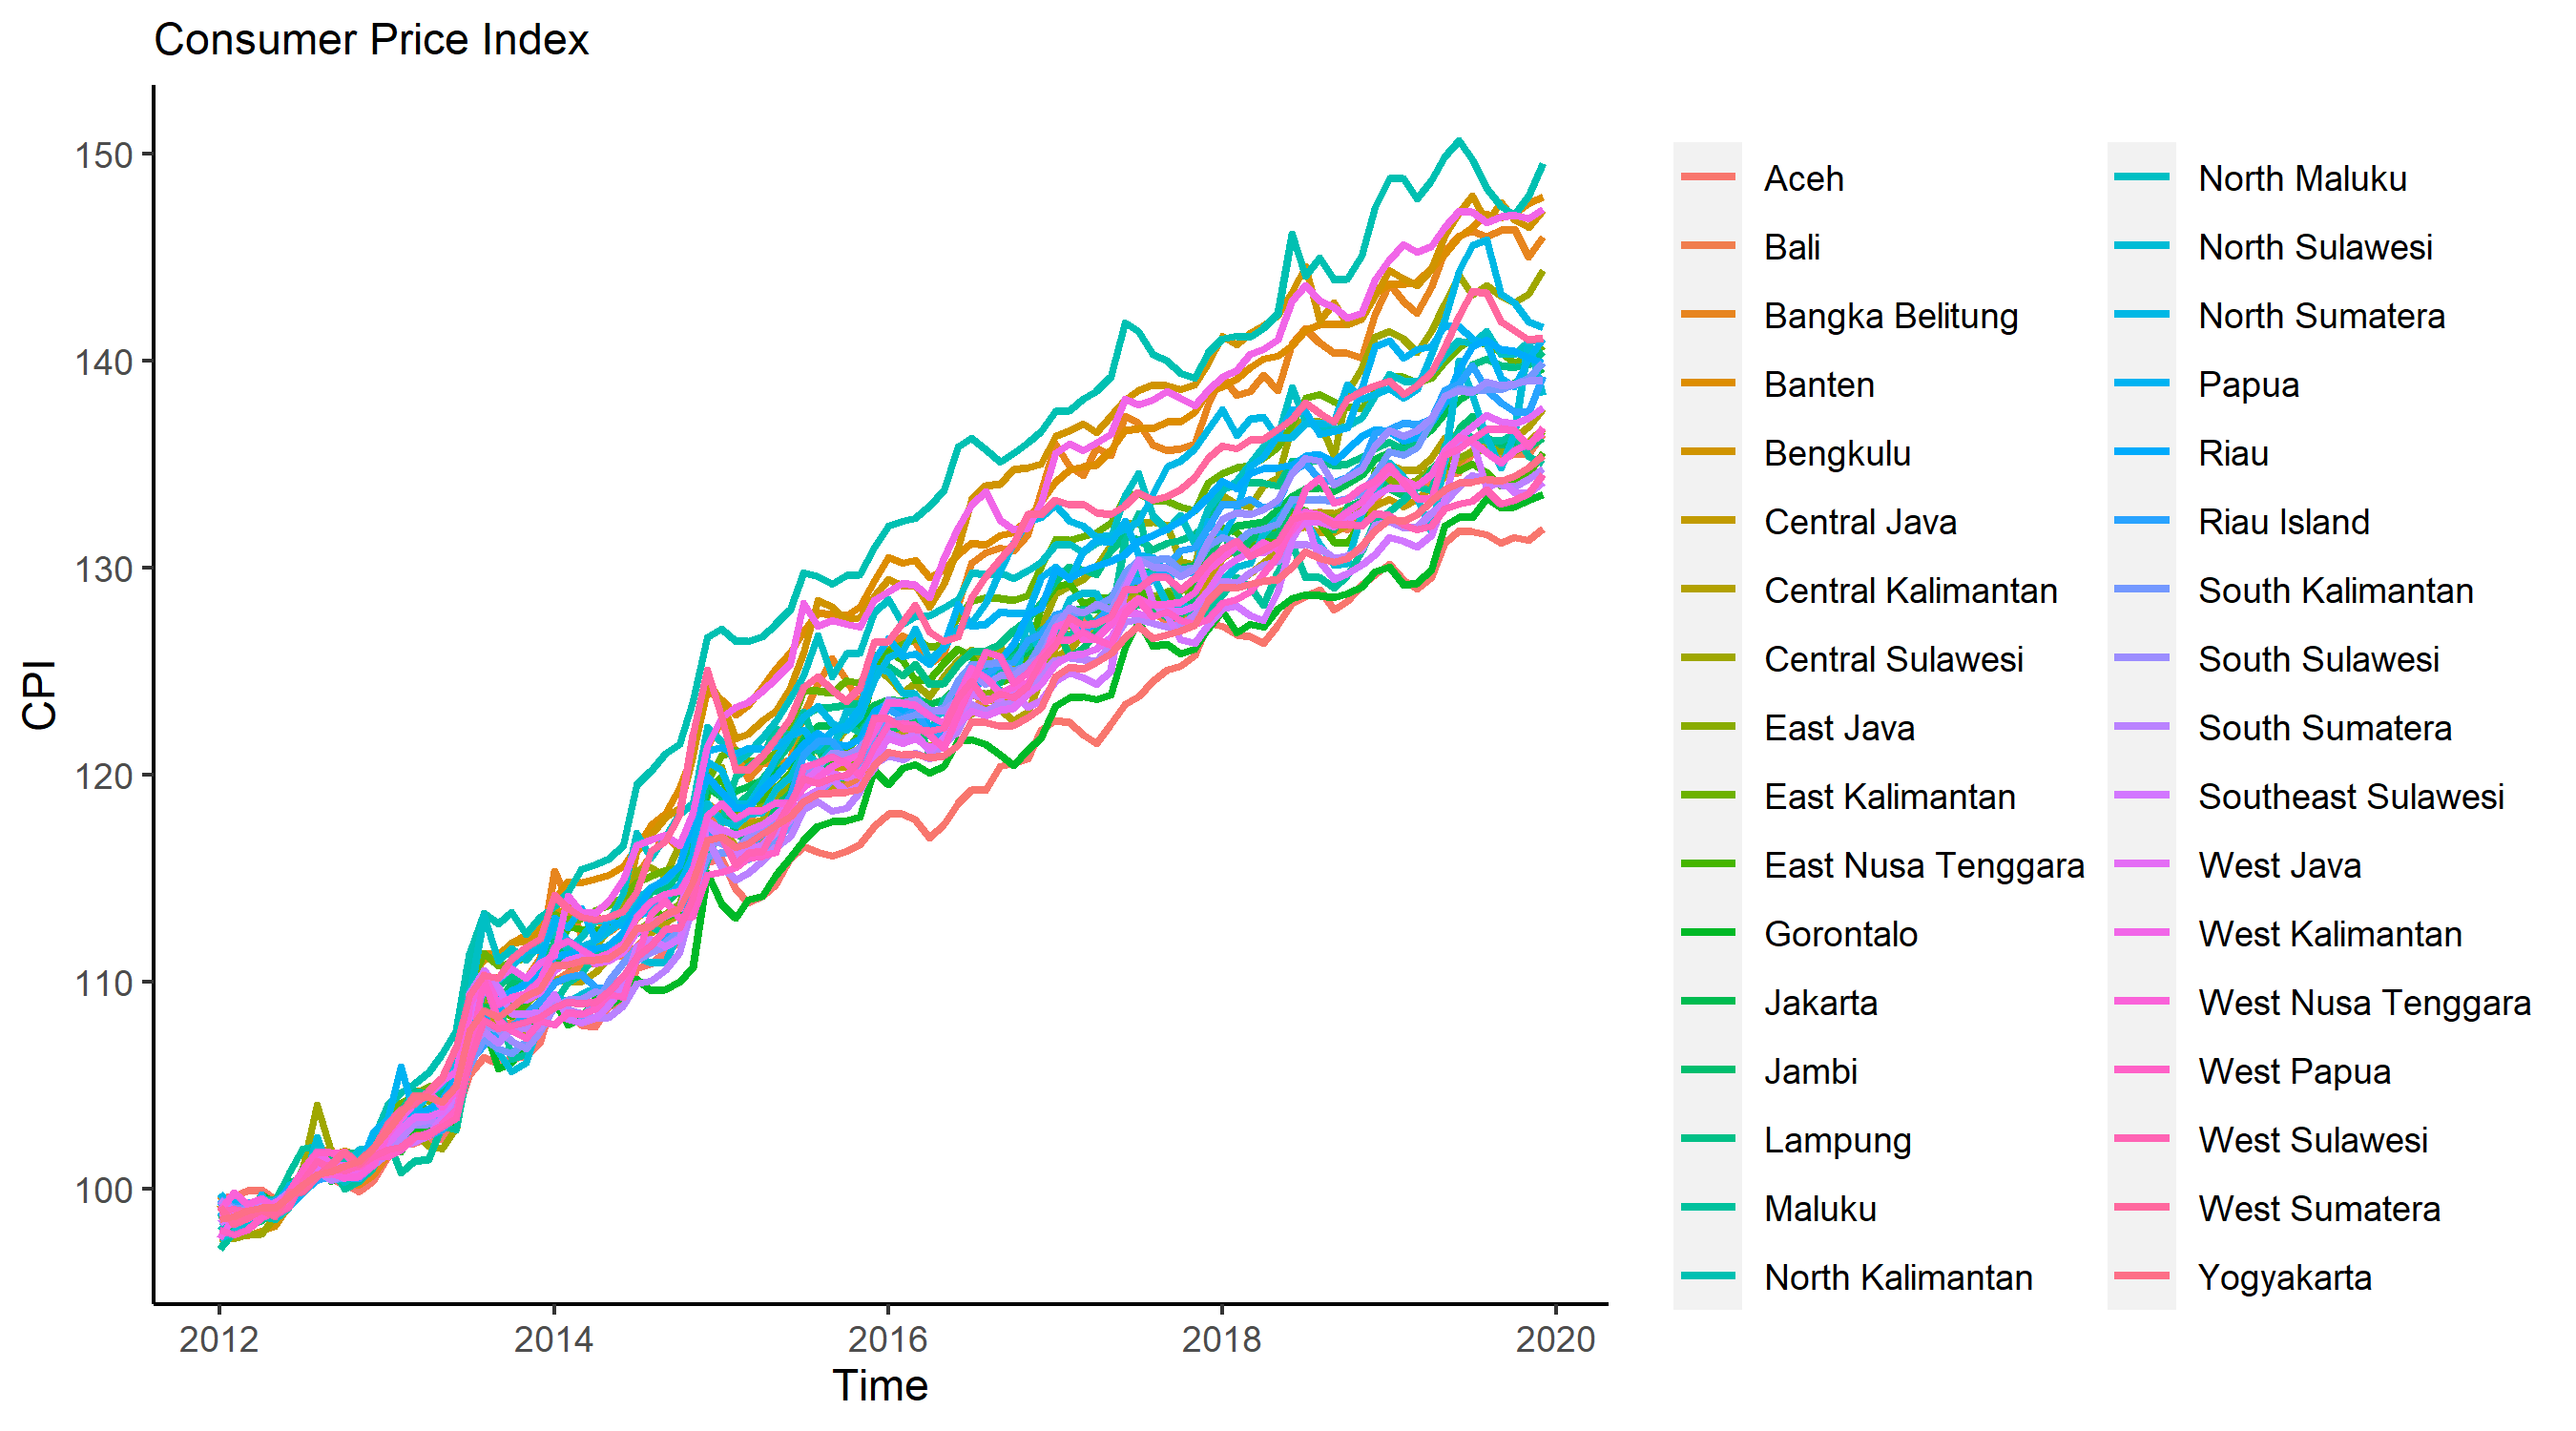 Consumer Price Index
CPI
150
140
130
120
110
100
2012
2014
2016
2018
2020
Time
Aceh
Bali
Bangka Belitung
Banten
Bengkulu
Central Java
Central Kalimantan
Central Sulawesi
East Java
East Kalimantan
East Nusa Tenggara
Gorontalo
Jakarta
Jambi
Lampung
Maluku
North Kalimantan
North Maluku
North Sulawesi
North Sumatera
Papua
Riau
Riau Island
South Kalimantan
South Sulawesi
South Sumatera
Southeast Sulawesi
West Java
West Kalimantan
West Nusa Tenggara
West Papua
West Sulawesi
West Sumatera
Yogyakarta